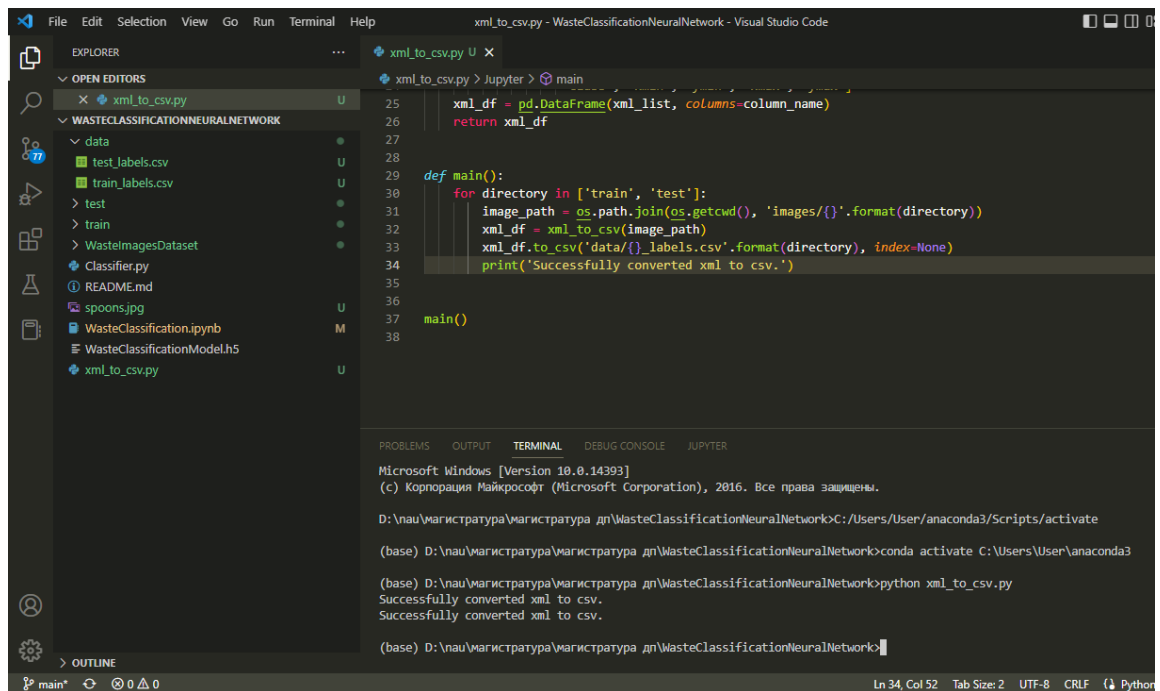 File Edit Selection View Go Run Terminal Help xml_to_csv.py - WasteClassificationNeuralNetwork - Visual Studio Code
EXPLORER
OPEN EDITORS
xml_to_csv.py U
WASTECLASSIFICATIONNEURALNETWORK
data
test_labels.csv U
train_labels.csv U
test
train
WasteImagesDataset
Classifier.py
README.md
spoons.jpg U
WasteClassification.ipynb M
WasteClassificationModel.h5
xml_to_csv.py U
OUTLINE
77
xml_to_csv.py U
xml_to_csv.py > Jupyter > main
25 xml_df = pd.DataFrame(xml_list, columns=column_name)
26 return xml_df
27
28
29 def main():
30 for directory in ['train', 'test']:
31 image_path = os.path.join(os.getcwd(), 'images/{}'.format(directory))
32 xml_df = xml_to_csv(image_path)
33 xml_df.to_csv('data/{}_labels.csv'.format(directory), index=None)
34 print('Successfully converted xml to csv.')
35
36
37 main()
38
PROBLEMS OUTPUT TERMINAL DEBUG CONSOLE JUPYTER
Microsoft Windows [Version 10.0.14393]
(c) Корпорация Майкрософт (Microsoft Corporation), 2016. Все права защищены.
D:\nau\магистратура\магистратура дп\WasteClassificationNeuralNetwork>C:/Users/User/anaconda3/Scripts/activate
(base) D:\nau\магистратура\магистратура дп\WasteClassificationNeuralNetwork>conda activate C:\Users\User\anaconda3
(base) D:\nau\магистратура\магистратура дп\WasteClassificationNeuralNetwork>python xml_to_csv.py
Successfully converted xml to csv.
Successfully converted xml to csv.
(base) D:\nau\магистратура\магистратура дп\WasteClassificationNeuralNetwork>
main* 0 0 Ln 34, Col 52 Tab Size: 2 UTF-8 CRLF Python